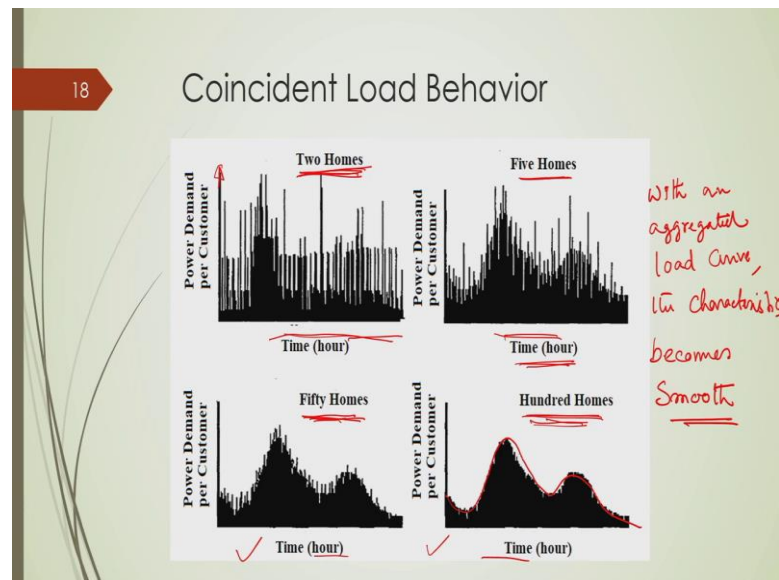 18
Coincident Load Behavior
Two Homes
Power Demand
per Customer
Time (hour)
Five Homes
Power Demand
per Customer
Time (hour)
Fifty Homes
Power Demand
per Customer
Time (hour)
Hundred Homes
Power Demand
per Customer
Time (hour)
With an
aggregated
load curve,
its
becomes
Smooth